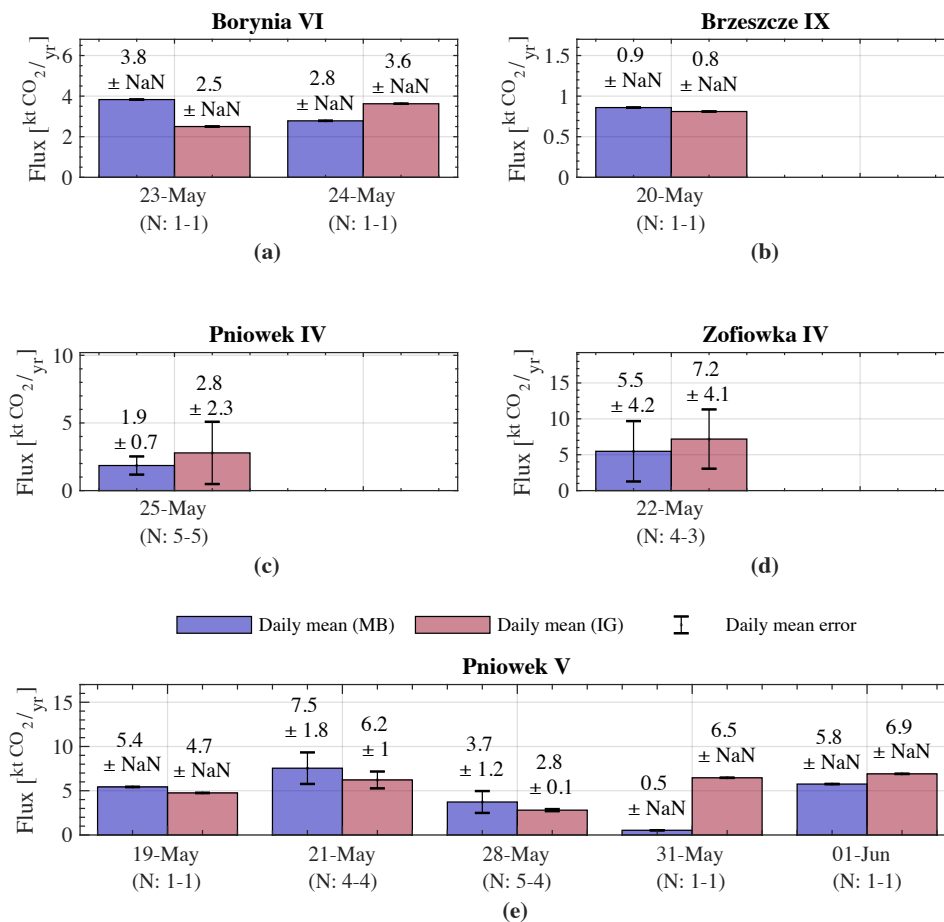 Borynia VI
Flux [kt CO2/yr]
6
4
2
0
3.8
± NaN
2.5
± NaN
2.8
± NaN
3.6
± NaN
23-May
(N: 1-1)
24-May
(N: 1-1)
(a)
Brzeszcze IX
Flux [kt CO2/yr]
1.5
1
0.5
0
0.9
± NaN
0.8
± NaN
20-May
(N: 1-1)
(b)
Pniowek IV
Flux [kt CO2/yr]
10
5
0
1.9
± 0.7
2.8
± 2.3
25-May
(N: 5-5)
(c)
Zofiowka IV
Flux [kt CO2/yr]
15
10
5
0
5.5
± 4.2
7.2
± 4.1
22-May
(N: 4-3)
(d)
Daily mean (MB)
Daily mean (IG)
Daily mean error
Pniowek V
Flux [kt CO2/yr]
15
10
5
0
5.4
± NaN
4.7
± NaN
7.5
± 1.8
6.2
± 1
3.7
± 1.2
2.8
± 0.1
0.5
± NaN
6.5
± NaN
5.8
± NaN
6.9
± NaN
19-May
(N: 1-1)
21-May
(N: 4-4)
28-May
(N: 5-4)
31-May
(N: 1-1)
01-Jun
(N: 1-1)
(e)